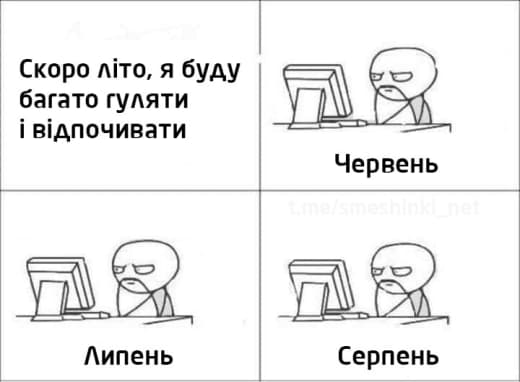 Скоро літо, я буду
багато гуляти
і відпочивати
Червень
t.me/smeshinki_net
Липень
Серпень